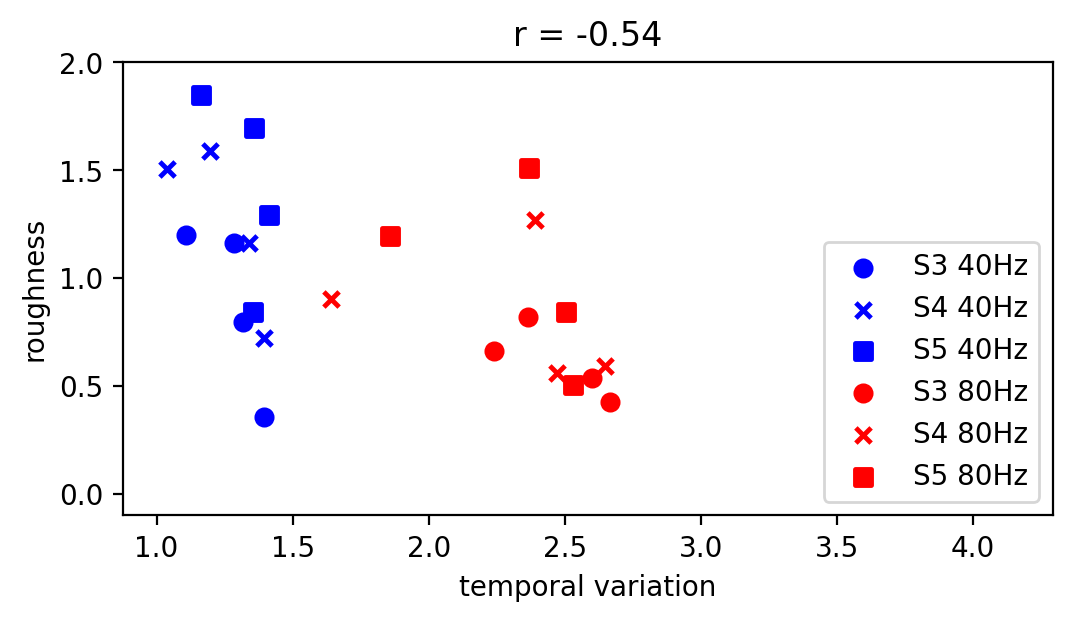 r = -0.54
roughness
2.0
1.5
1.0
0.5
0.0
S3 40Hz
S4 40Hz
S5 40Hz
S3 80Hz
S4 80Hz
S5 80Hz
1.0 1.5 2.0 2.5 3.0 3.5 4.0
temporal variation